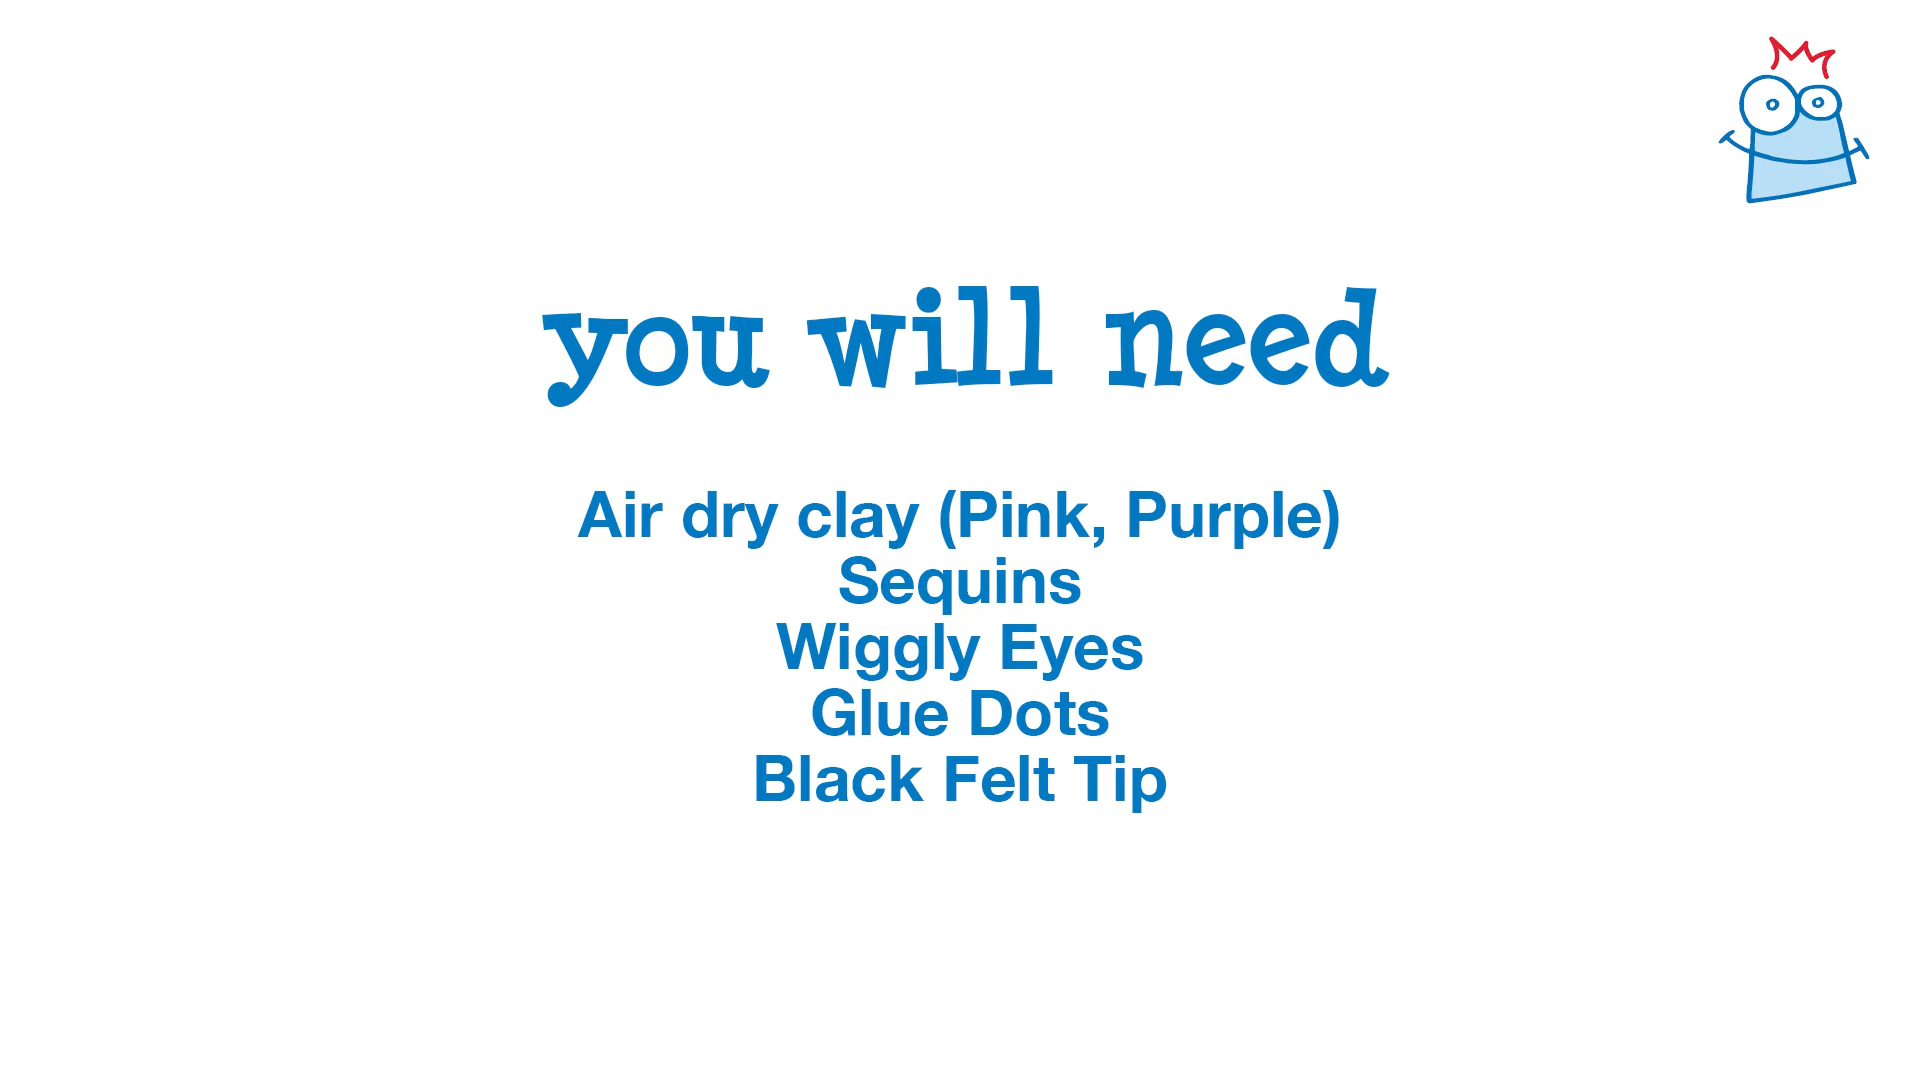 you will need
Air dry clay (Pink, Purple)
Sequins
Wiggly Eyes
Glue Dots
Black Felt Tip